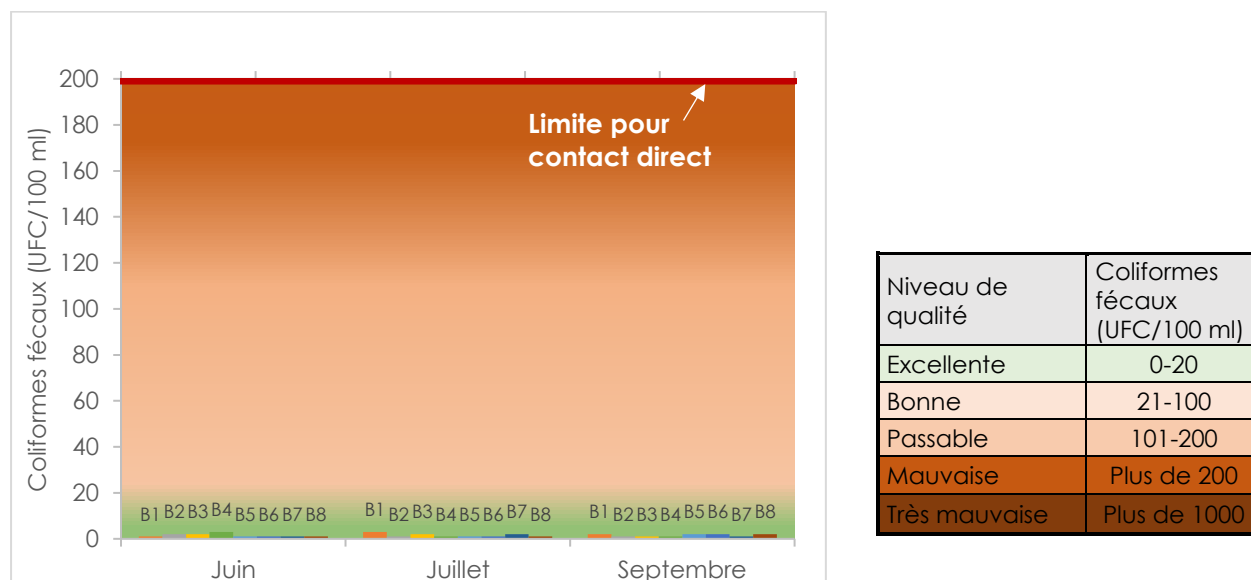 200
180
160
140
120
100
80
60
40
20
0
Coliformes fécaux (UFC/100 ml)
Limite pour
contact direct
B1 B2 B3 B4 B5 B6 B7 B8
B1 B2 B3 B4 B5 B6 B7 B8
B1 B2 B3 B4 B5 B6 B7 B8
Juin Juillet Septembre
Niveau de
qualité
Coliformes
fécaux
(UFC/100 ml)
Excellente 0-20
Bonne 21-100
Passable 101-200
Mauvaise Plus de 200
Très mauvaise Plus de 1000